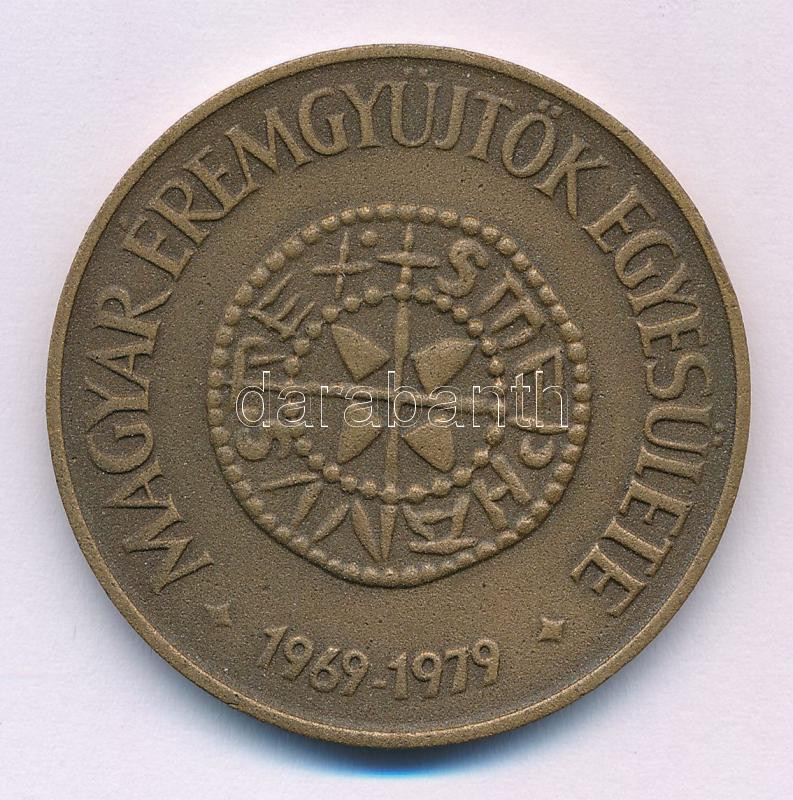 MAGYAR ÉREMGYŰJTŐK EGYESÜLETE
1969-1979
darabanth